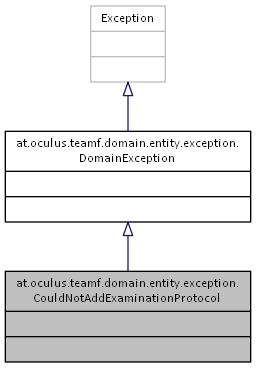 Exception
at.oculus.teamf.domain.entity.exception.
DomainException
at.oculus.teamf.domain.entity.exception.
CouldNotAddExaminationProtocol